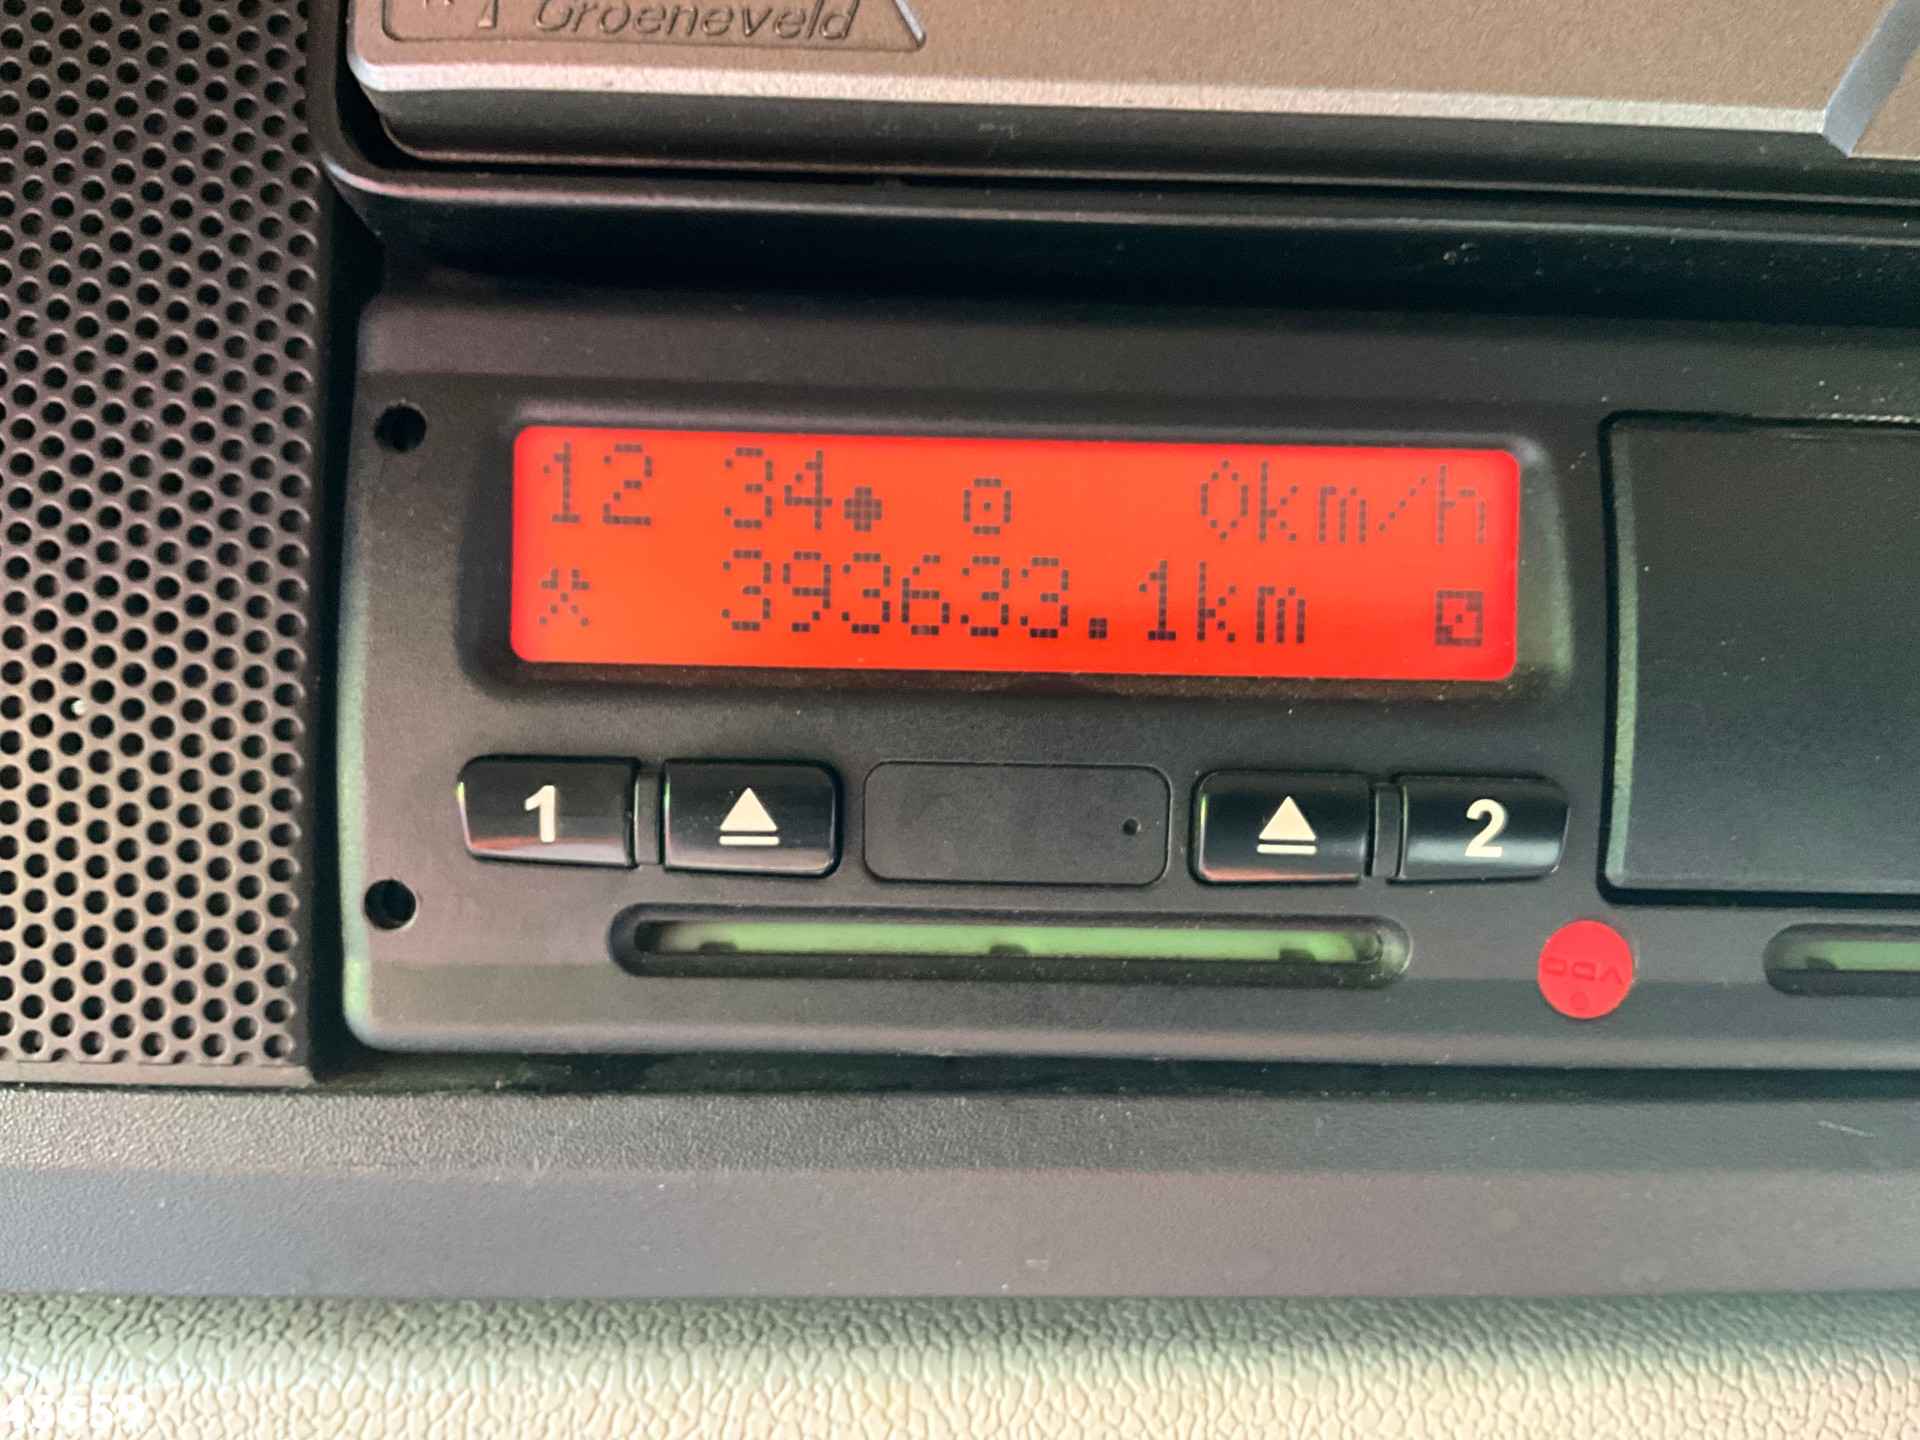 Groeneveld
12 34 0km/h
393633.1km
1 2
VDO